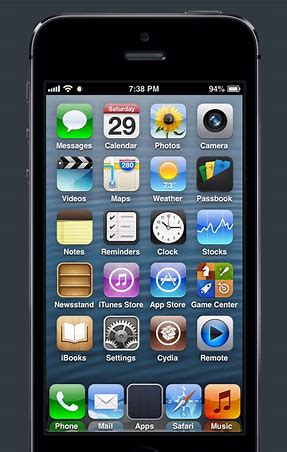 7:38 PM 94%
Saturday
29 280
73°
Messages Calendar Photos Camera
Videos Maps Weather Passbook
Notes Reminders Clock Stocks
Newsstand iTunes Store App Store Game Center
iBooks Settings Cydia Remote
Phone Mail Apps Safari Music